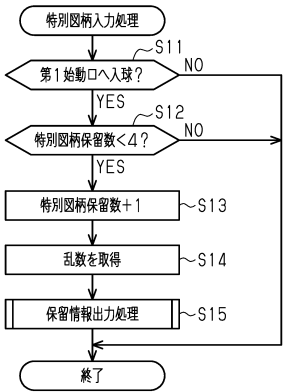 特別図柄入力処理
S11
第1始動口へ入球？
NO
YES
S12
特別図柄保留数<4？
NO
YES
特別図柄保留数+1
S13
乱数を取得
S14
保留情報出力処理
S15
終了